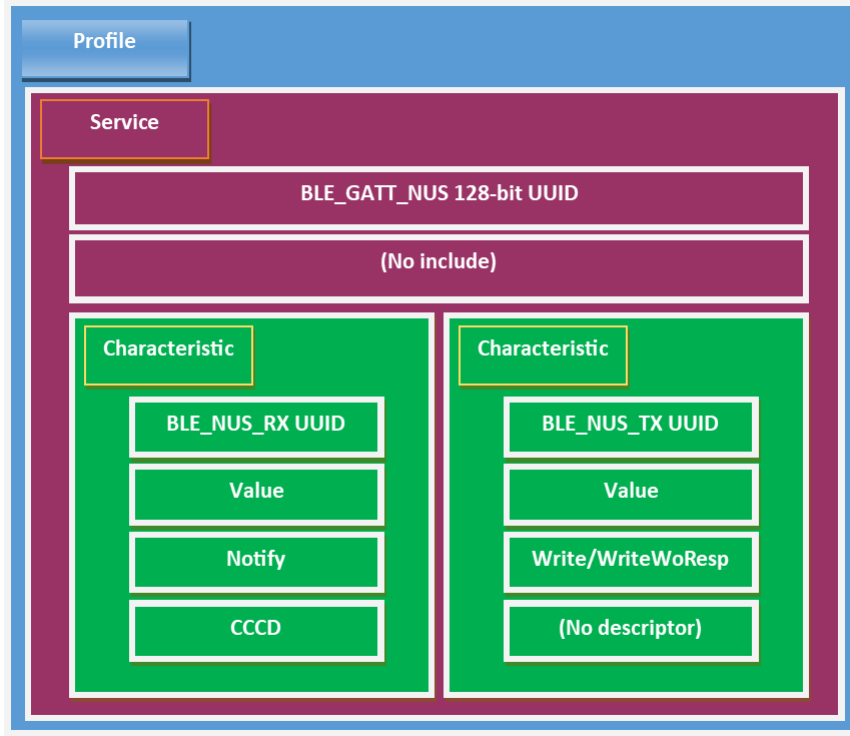 Profile
Service
BLE_GATT_NUS 128-bit UUID
(No include)
Characteristic
BLE_NUS_RX UUID
Value
Notify
CCCD
Characteristic
BLE_NUS_TX UUID
Value
Write/WriteWoResp
(No descriptor)